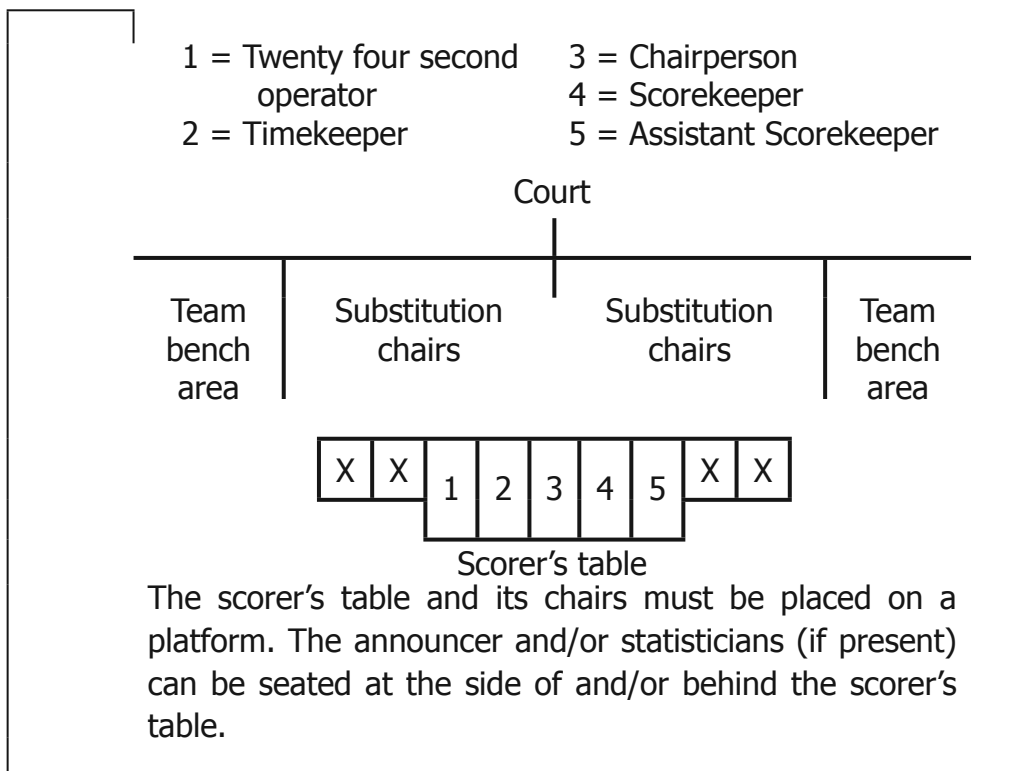 1 = Twenty four second
operator
2 = Timekeeper
3 = Chairperson
4 = Scorekeeper
5 = Assistant Scorekeeper
Court
Team
bench
area
Substitution
chairs
Substitution
chairs
Team
bench
area
X X 1 2 3 4 5 X X
Scorer’s table
The scorer’s table and its chairs must be placed on a
platform. The announcer and/or statisticians (if present)
can be seated at the side of and/or behind the scorer’s
table.